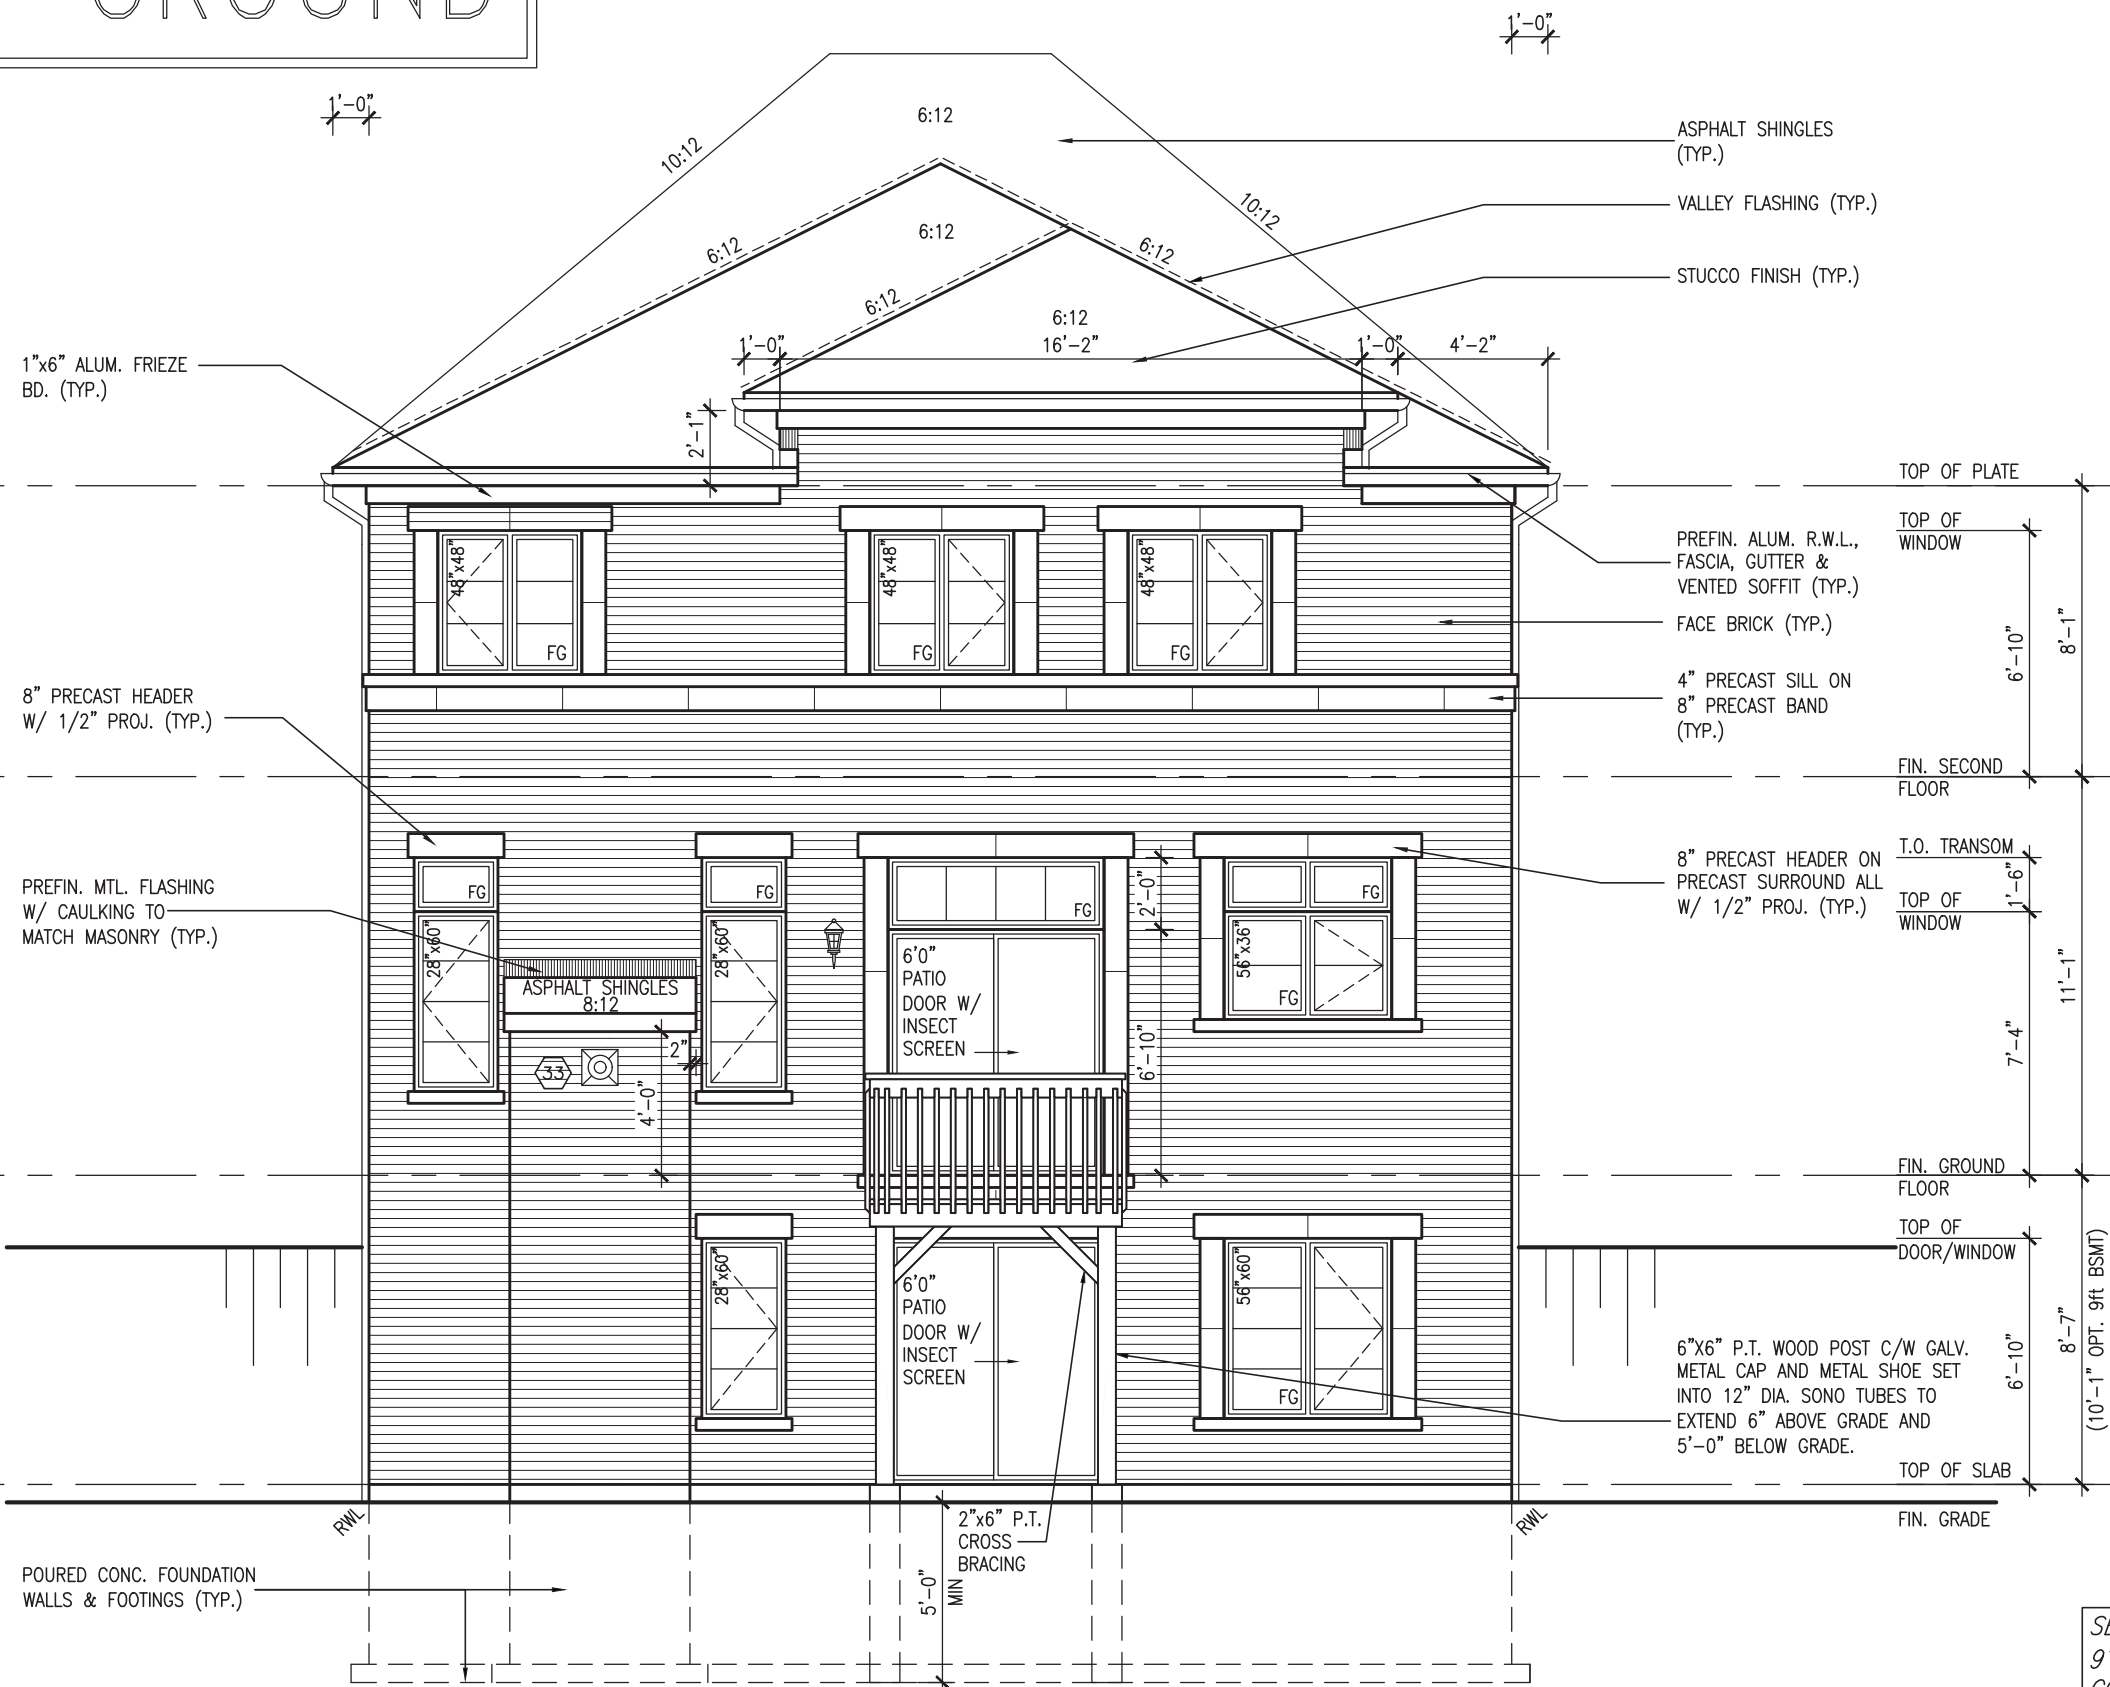 GROUND
1'-0"
1'-0"
6:12
10:12
10:12
6:12
6:12
6:12
6:12
6:12
1'-0"
16'-2"
1'-0"
4'-2"
2'-1"
ASPHALT SHINGLES
(TYP.)
VALLEY FLASHING (TYP.)
STUCCO FINISH (TYP.)
1"x6" ALUM. FRIEZE
BD. (TYP.)
TOP OF PLATE
TOP OF
WINDOW
PREFIN. ALUM. R.W.L.,
FASCIA, GUTTER &
VENTED SOFFIT (TYP.)
FACE BRICK (TYP.)
48"x48"
FG
48"x48"
FG
48"x48"
FG
6'-10"
8'-1"
8" PRECAST HEADER
W/ 1/2" PROJ. (TYP.)
4" PRECAST SILL ON
8" PRECAST BAND
(TYP.)
FIN. SECOND
FLOOR
T.O. TRANSOM
8" PRECAST HEADER ON
PRECAST SURROUND ALL
W/ 1/2" PROJ. (TYP.)
TOP OF
WINDOW
1'-6"
PREFIN. MTL. FLASHING
W/ CAULKING TO
MATCH MASONRY (TYP.)
FG
28"x60"
FG
28"x60"
FG
2'-0"
FG
56"x36"
FG
ASPHALT SHINGLES
8:12
6'0"
PATIO
DOOR W/
INSECT
SCREEN
6'-10"
2"
33
4'-0"
7'-4"
11'-1"
FIN. GROUND
FLOOR
TOP OF
DOOR/WINDOW
28"x60"
6'0"
PATIO
DOOR W/
INSECT
SCREEN
56"x60"
FG
6"X6" P.T. WOOD POST C/W GALV.
METAL CAP AND METAL SHOE SET
INTO 12" DIA. SONO TUBES TO
EXTEND 6" ABOVE GRADE AND
5'-0" BELOW GRADE.
6'-10"
8'-7"
(10'-1" OPT. 9ft BSMT)
TOP OF SLAB
FIN. GRADE
RWL
RWL
2"x6" P.T.
CROSS
BRACING
5'-0"
MIN
POURED CONC. FOUNDATION
WALLS & FOOTINGS (TYP.)